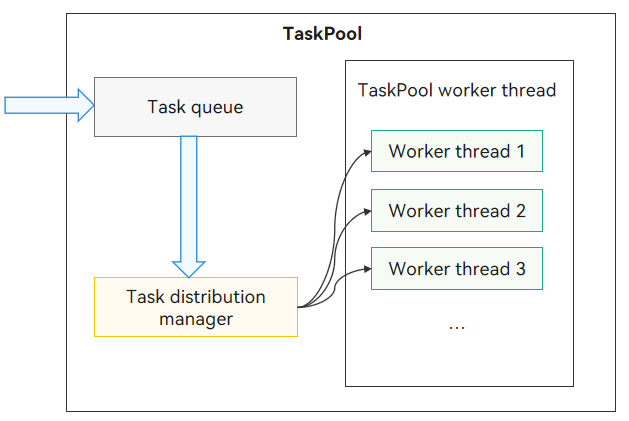 TaskPool
Task queue
TaskPool worker thread
Worker thread 1
Worker thread 2
Worker thread 3
...
Task distribution
manager